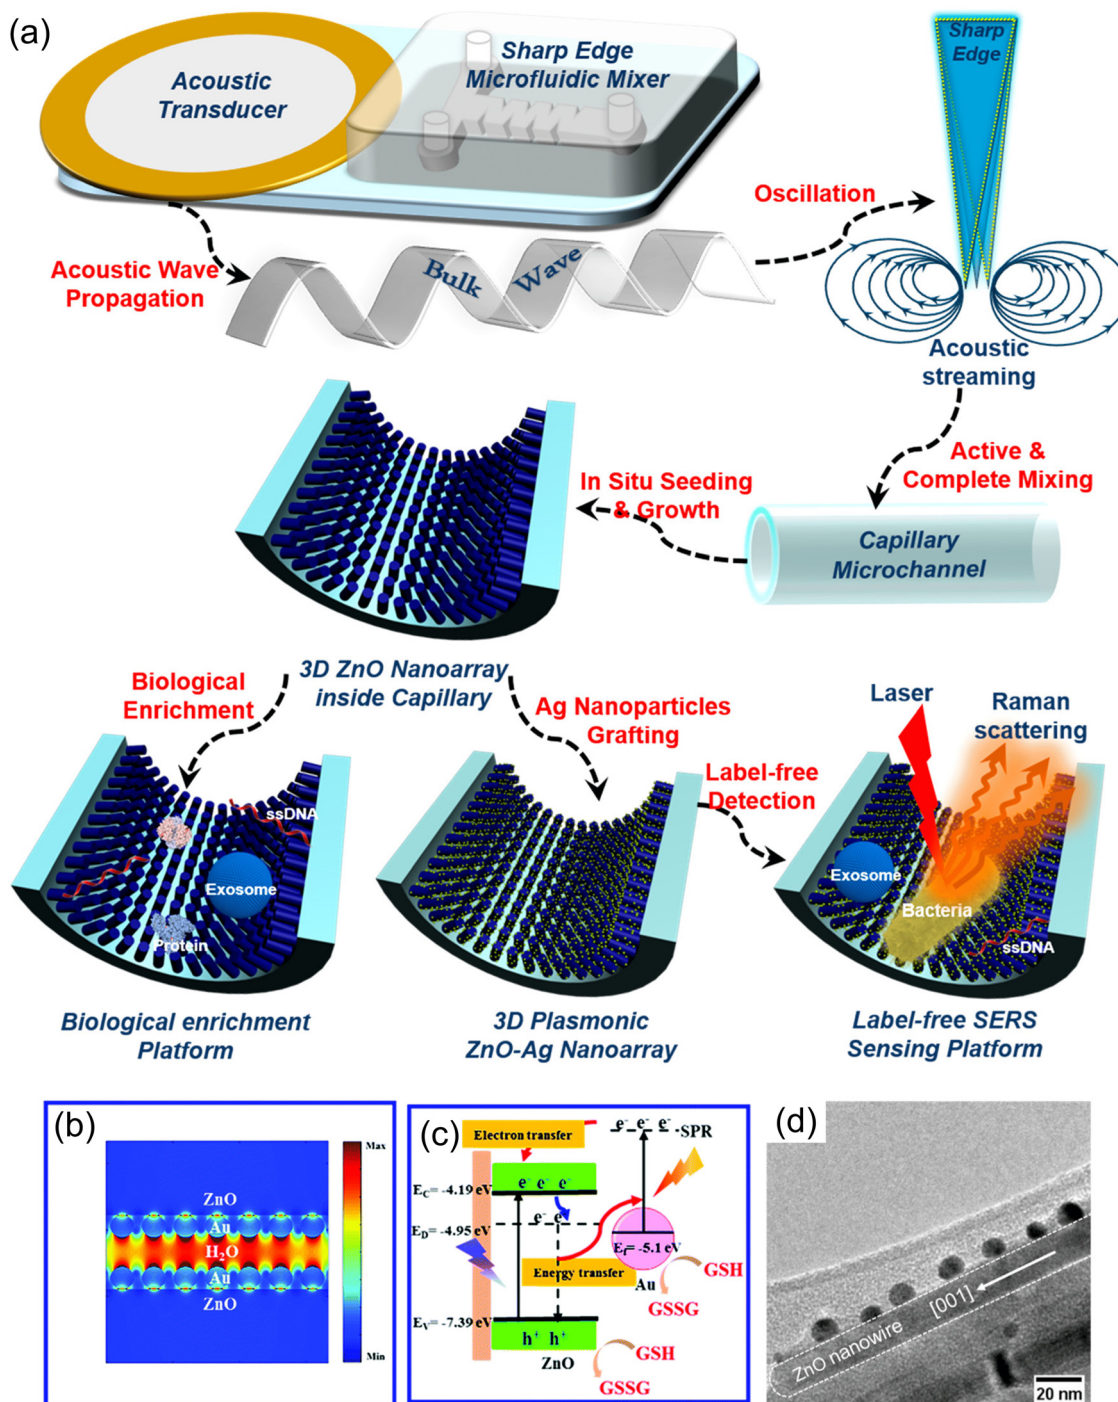 (a)
Acoustic
Transducer
Sharp Edge
Microfluidic Mixer
Sharp
Edge
Oscillation
Acoustic Wave
Propagation
Bulk Wave
Acoustic
streaming
Active &
Complete Mixing
In Situ Seeding
& Growth
Capillary
Microchannel
3D ZnO Nanoarray
inside Capillary
Biological
Enrichment
Ag Nanoparticles
Grafting
Label-free
Detection
Laser
Raman
scattering
ssDNA
Exosome
Protein
Exosome
Bacteria
ssDNA
Biological enrichment
Platform
3D Plasmonic
ZnO-Ag Nanoarray
Label-free SERS
Sensing Platform
(b)
ZnO
Au
H₂O
Au
ZnO
Max
Min
(c)
Electron transfer
e⁻ e⁻ e⁻
SPR
e⁻ e⁻ e⁻
E_C= -4.19 eV
e⁻ e⁻
E_D= -4.95 eV
E_f= -5.1 eV
Au
Energy transfer
GSH
GSSG
E_V= -7.39 eV
h⁺ h⁺
ZnO
GSH
GSSG
(d)
[001]
ZnO nanowire
20 nm